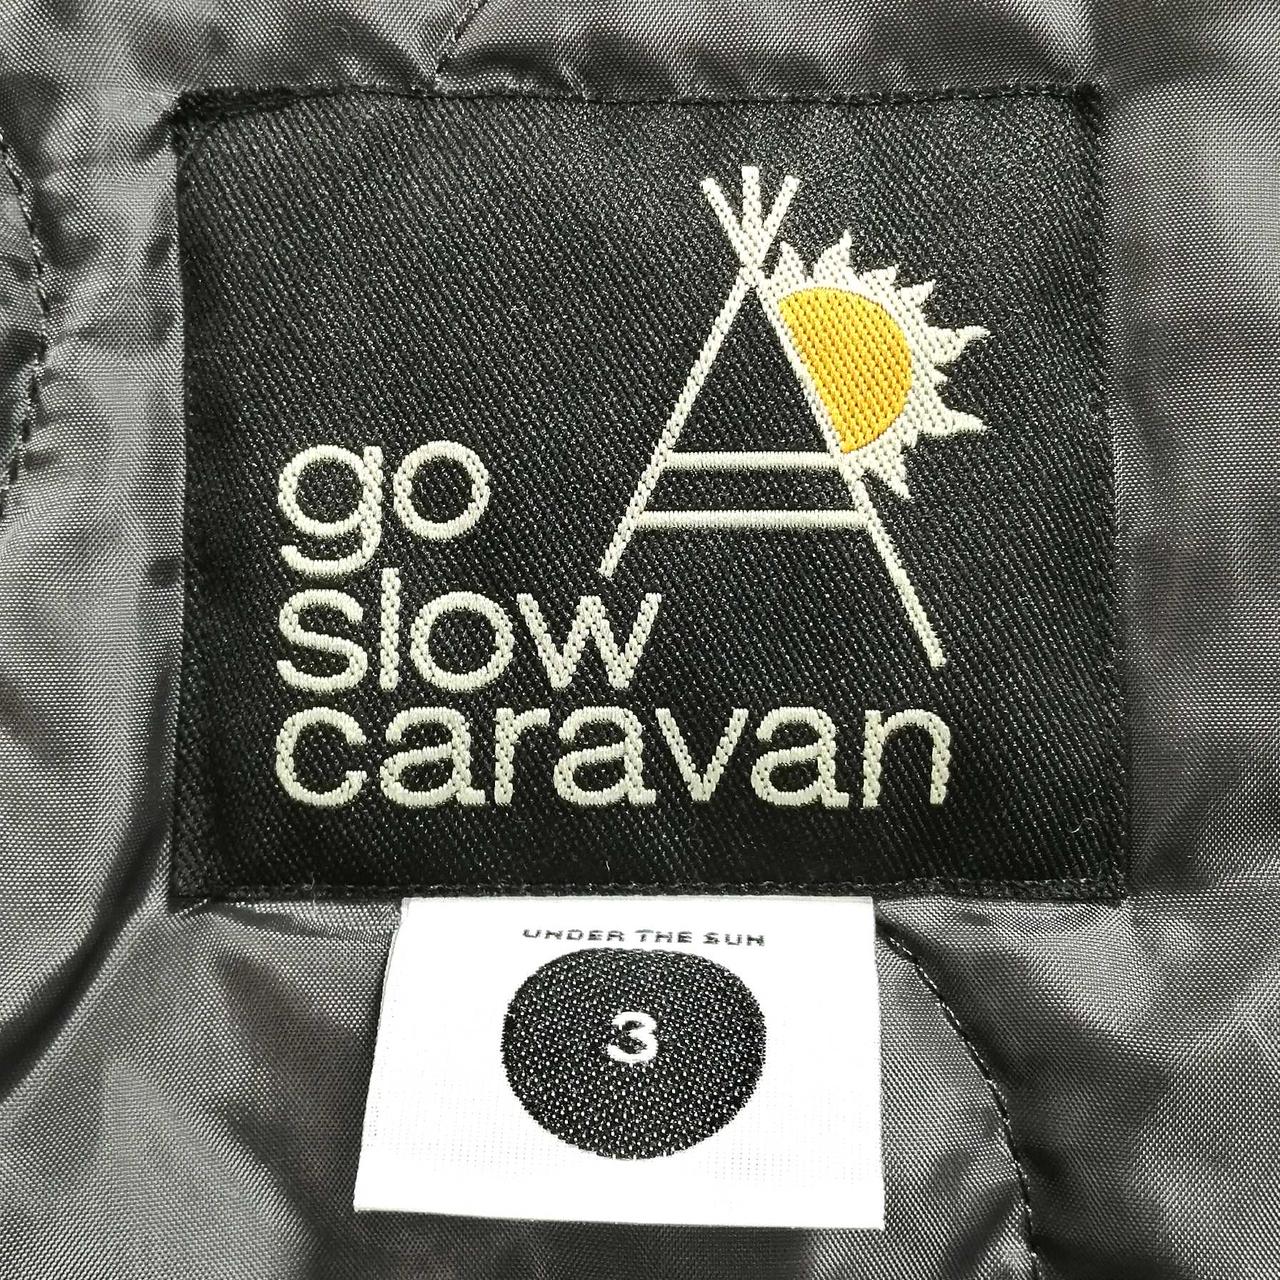 go
slow
caravan
UNDER THE SUN
3